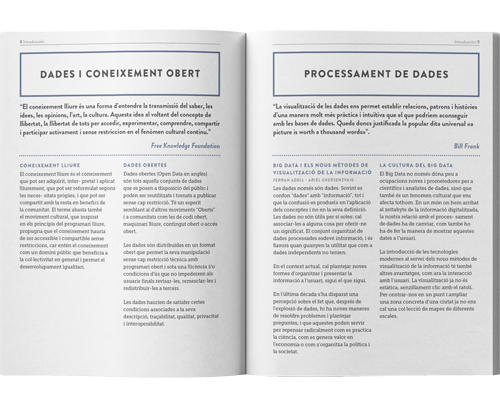 8 Introducció
DADES I CONEIXEMENT OBERT
"El coneixement lliure és una forma d'entendre la transmissió del saber, les
idees, les opinions, l'art, la cultura. Aquesta idea al voltant del concepte de
llibertat, la llibertat de tots per accedir, experimentar, comprendre, compartir
i participar activament i sense restriccion en el fenòmen cultural continu."
Free Knowledge Foundation
CONEIXEMENT LLIURE
El coneixement lliure és el coneixement
que pot ser adquirit, inter- pretat i aplicat
lliurement, que pot ser reformulat segons
les neces- sitats pròpies i que pot ser
compartit amb la resta en benefici de
la comunitat. El terme abasta també
el moviment cultural, que inspirat
en els principis del programari lliure,
propugna que el coneixement hauria
de ser accessible i compartible sense
restriccions, car entén el coneixement
com un domini públic que beneficia a
la col·lectivitat en general i permet el
desenvolupament igualitari.
DADES OBERTES
Dades obertes (Open Data en anglès)
són tots aquells conjunts de dades
que es posen a disposició del públic i
poden reutilitzar-se i tornar a publicar
sense cap restricció. Té un esperit
semblant al d'altres moviments "Oberts"
i comunitats com les de codi obert,
maquinari lliure, contingut obert o accés
obert.
Les dades són distribuïdes en un format
obert que permet la seva manipulació
sense cap restricció tècnica amb
programari obert i sota una llicència i/o
condicions d'ús que no impedeixen als
usuaris finals revisar-les, remesclar-les i
redistribuir-les a tercers.
Les dades haurien de satisfer certes
condicions associades a la seva
descripció, traçabilitat, qualitat, privacitat
i interoperabilitat.
Introducció 9
PROCESSAMENT DE DADES
"La visualització de les dades ens permet establir relacions, patrons i històries
d'una manera molt més pràctica i intuitiva que el que podríem aconseguir
amb les bases de dades. Queda doncs justificada la popular dita universal «a
picture is worth a thousand words»".
Bill Frank
BIG DATA I ELS NOUS MÈTODES DE
VISUALITZACIÓ DE LA INFORMACIÓ
Les dades només són dades. Sovint es
confon "dades" amb "informació", tot i
que la confusió es produeix en l'aplicació
dels conceptes i no en el seu significat.
Les dades no són útils per si soles: cal
associar-les a alguna cosa per oferir-ne
un significat. El conjunt organitzat de
dades processades esdevé informació, i és
llavors quan guanyen la utilitat que com a
dades independents no tenien.
En el context actual, cal plantejar noves
formes d'organitzar i presentar la
informació a l'usuari, sigui el que sigui.
En l'última dècada s'ha disparat una
percepció sobre el fet que, després de
l'explosió de dades, hi ha noves maneres
de resoldre problemes i plantejar
preguntes, i que aquestes poden servir
per repensar radicalment com es practica
la ciència, com es genera valor en
l'economia o com s'organitza la política i
la societat.
LA CULTURA DEL BIG DATA
El Big Data no només dóna peu a
ocupacions noves i prometedores per a
científics i analistes de dades, sinó que
també és un fenomen cultural que ens
afecta tothom. En un món on hem arribat
al zettabyte de la informació digitalitzada,
la nostra relació amb el proces- sament
de dades ha de canviar, com també ho
ha de fer la manera de mostrar aquestes
dates a l'usuari.
La introducció de les tecnologies
modernes al servei dels nous mètodes de
visualització de la informació té també
altres avantatges, com ara la interacció
amb l'usuari. La visualització ja no és
estàtica, senzillament clic amb el ratolí.
Per centrar-nos en un punt i ampliar
una zona concreta d'una ciutat ja no ens
cal una col·lecció de mapes de diferents
escales.